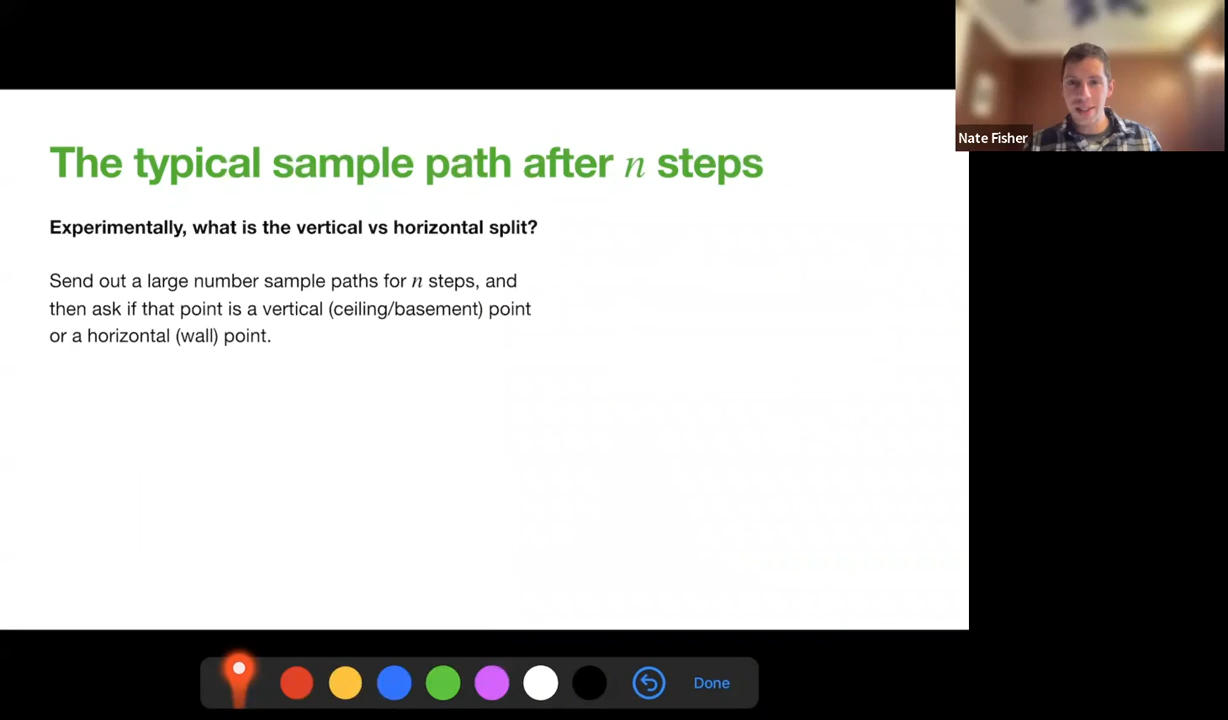 Nate Fisher
The typical sample path after n steps
Experimentally, what is the vertical vs horizontal split?
Send out a large number sample paths for n steps, and
then ask if that point is a vertical (ceiling/basement) point
or a horizontal (wall) point.
Done